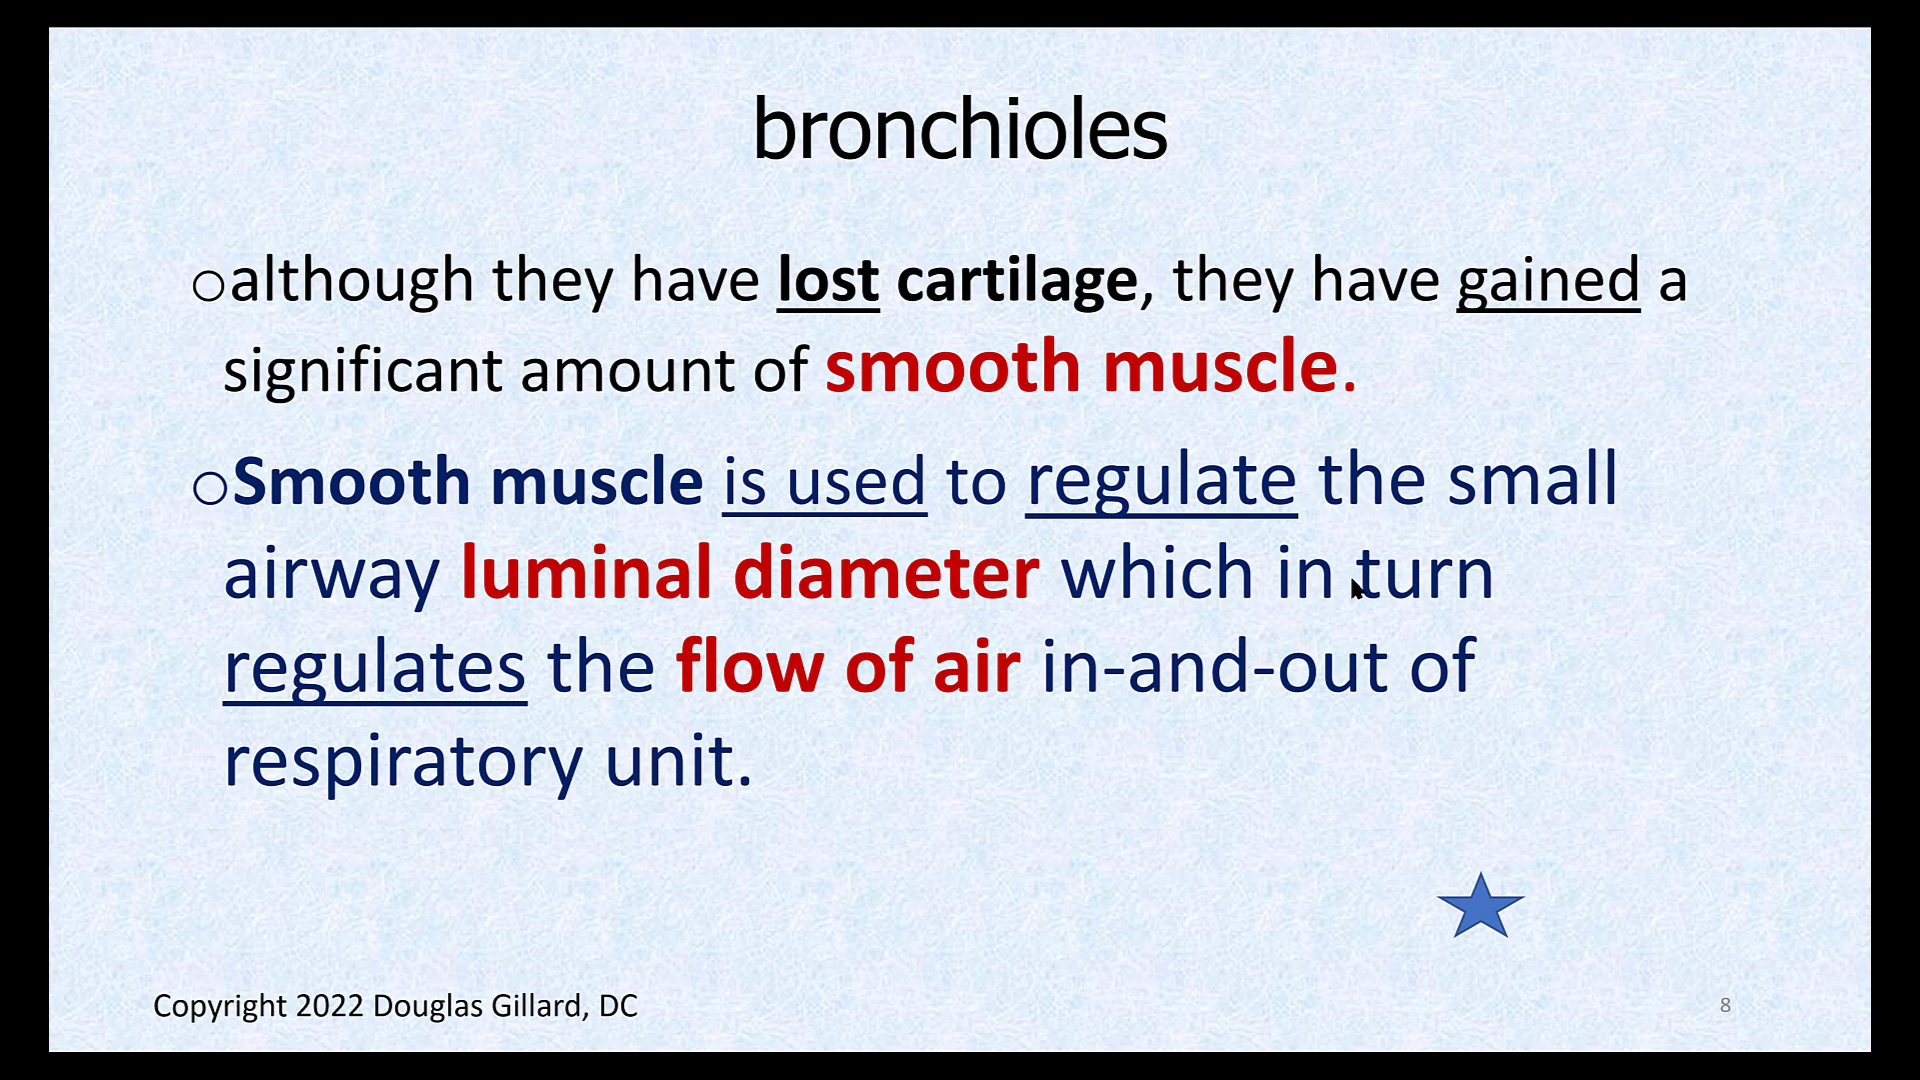 bronchioles
○although they have lost cartilage, they have gained a
significant amount of smooth muscle.
○Smooth muscle is used to regulate the small
airway luminal diameter which in turn
regulates the flow of air in-and-out of
respiratory unit.
Copyright 2022 Douglas Gillard, DC
8